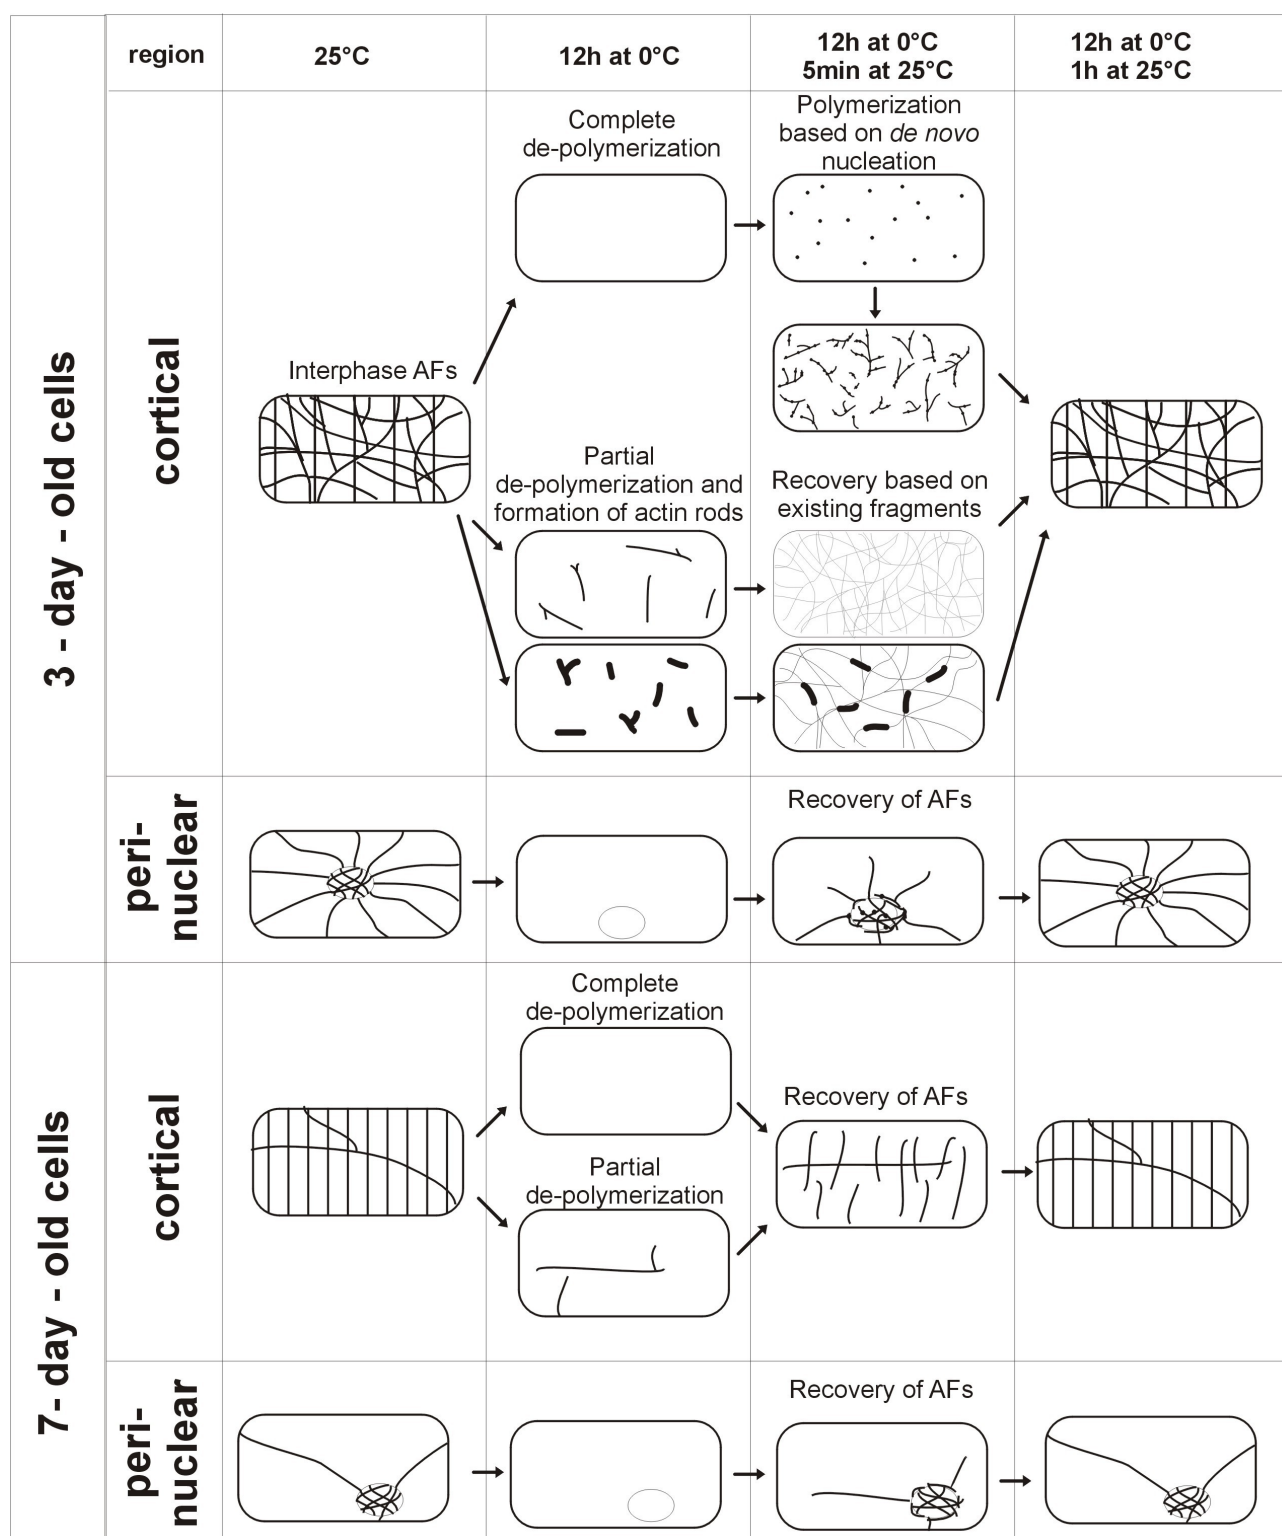 region
25°C
12h at 0°C
12h at 0°C
5min at 25°C
12h at 0°C
1h at 25°C
3 - day - old cells
cortical
Interphase AFs
Complete
de-polymerization
Polymerization
based on de novo
nucleation
Partial
de-polymerization and
formation of actin rods
Recovery based on
existing fragments
peri-
nuclear
Recovery of AFs
7- day - old cells
cortical
Complete
de-polymerization
Partial
de-polymerization
Recovery of AFs
peri-
nuclear
Recovery of AFs